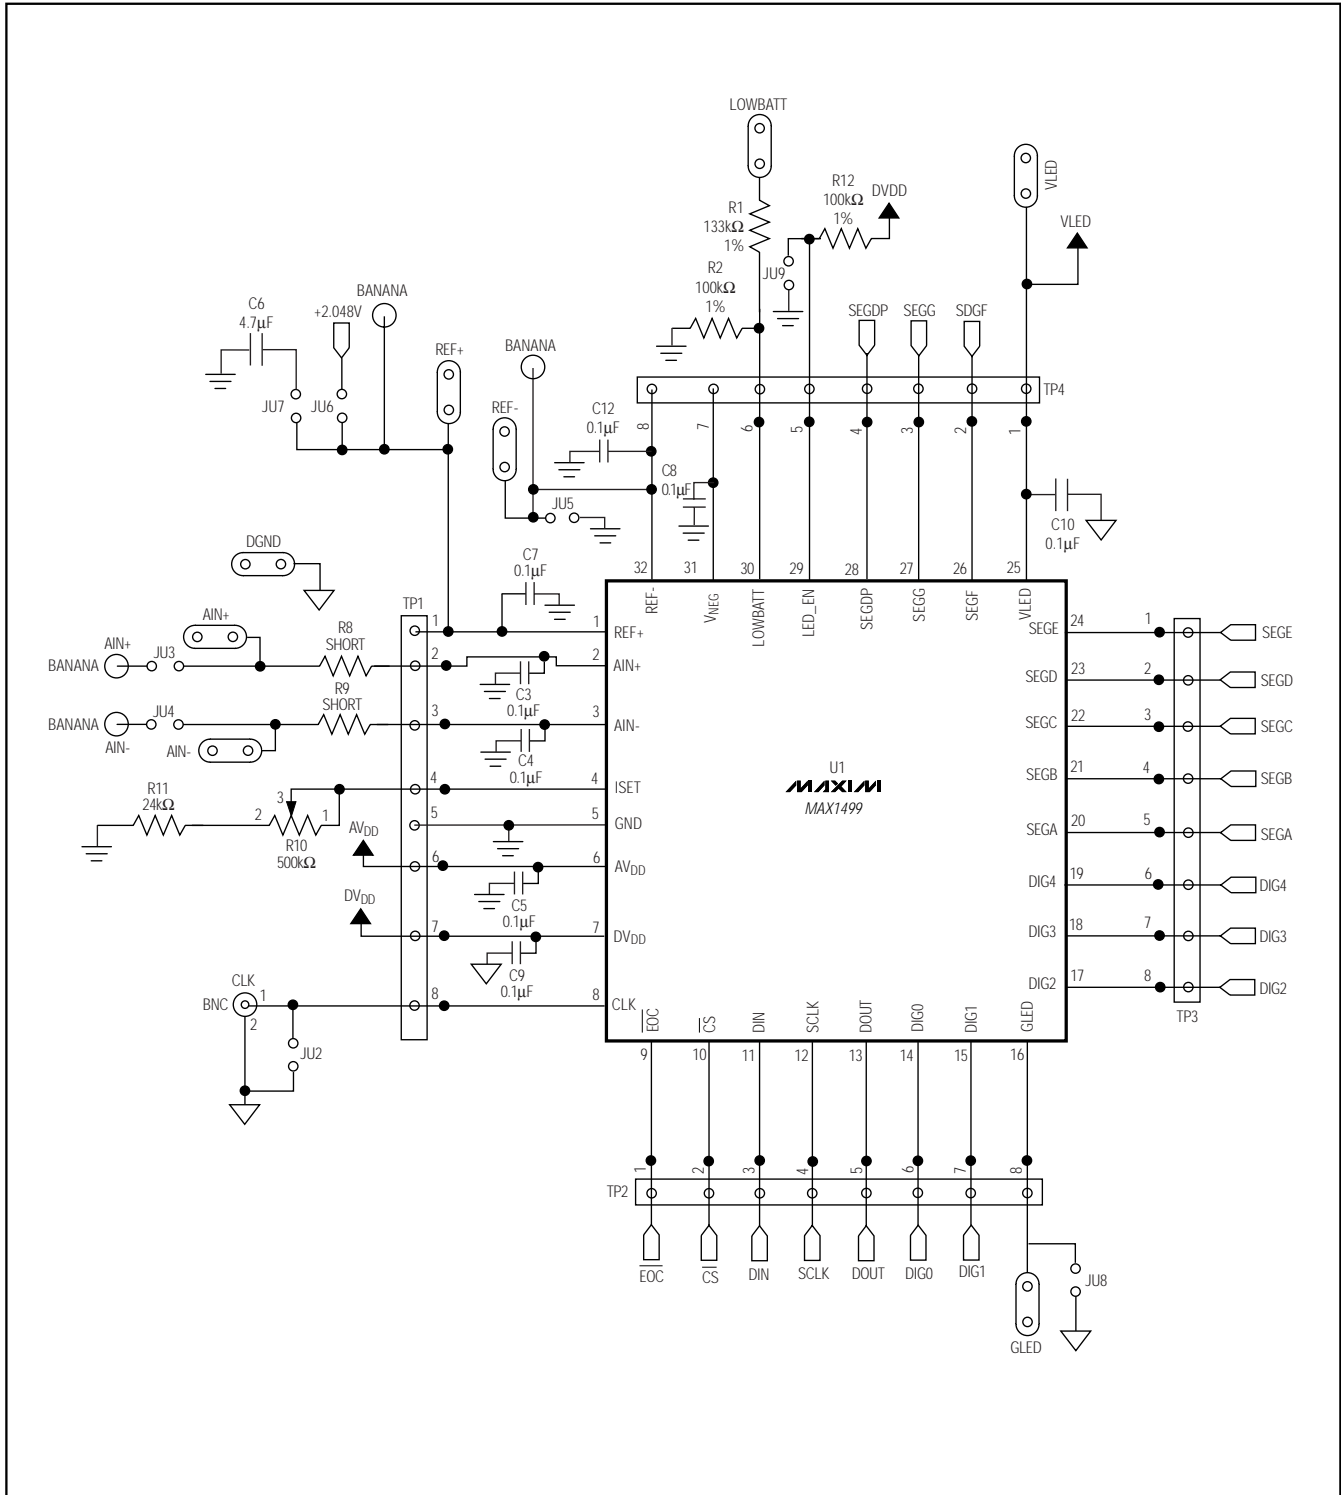 LOWBATT
VLED
R1
133kΩ
1%
R12
100kΩ
1%
DVDD
VLED
R2
100kΩ
1%
JU9
SEGDP
SEGG
SDGF
C6
4.7µF
+2.048V
BANANA
REF+
JU7
JU6
BANANA
REF-
C12
0.1µF
8
7
6
5
4
3
2
1
TP4
C8
0.1µF
JU5
C10
0.1µF
DGND
C7
0.1µF
32
31
30
29
28
27
26
25
REF-
VNEG
LOWBATT
LED_EN
SEGDP
SEGG
SEGF
VLED
TP1
1
1
REF+
AIN+
BANANA
AIN+
JU3
R8
SHORT
2
2
AIN+
C3
0.1µF
BANANA
AIN-
JU4
AIN-
R9
SHORT
3
3
AIN-
C4
0.1µF
R11
24kΩ
2
3
1
R10
500kΩ
4
4
ISET
5
5
GND
AVDD
6
6
AVDD
C5
0.1µF
DVDD
7
7
DVDD
C9
0.1µF
CLK
BNC
1
2
8
8
CLK
JU2
U1
MAXIM
MAX1499
SEGE
24
1
SEGE
SEGD
23
2
SEGD
SEGC
22
3
SEGC
SEGB
21
4
SEGB
SEGA
20
5
SEGA
DIG4
19
6
DIG4
DIG3
18
7
DIG3
DIG2
17
8
DIG2
TP3
EOC
CS
DIN
SCLK
DOUT
DIG0
DIG1
GLED
9
10
11
12
13
14
15
16
1
2
3
4
5
6
7
8
TP2
EOC
CS
DIN
SCLK
DOUT
DIG0
DIG1
JU8
GLED